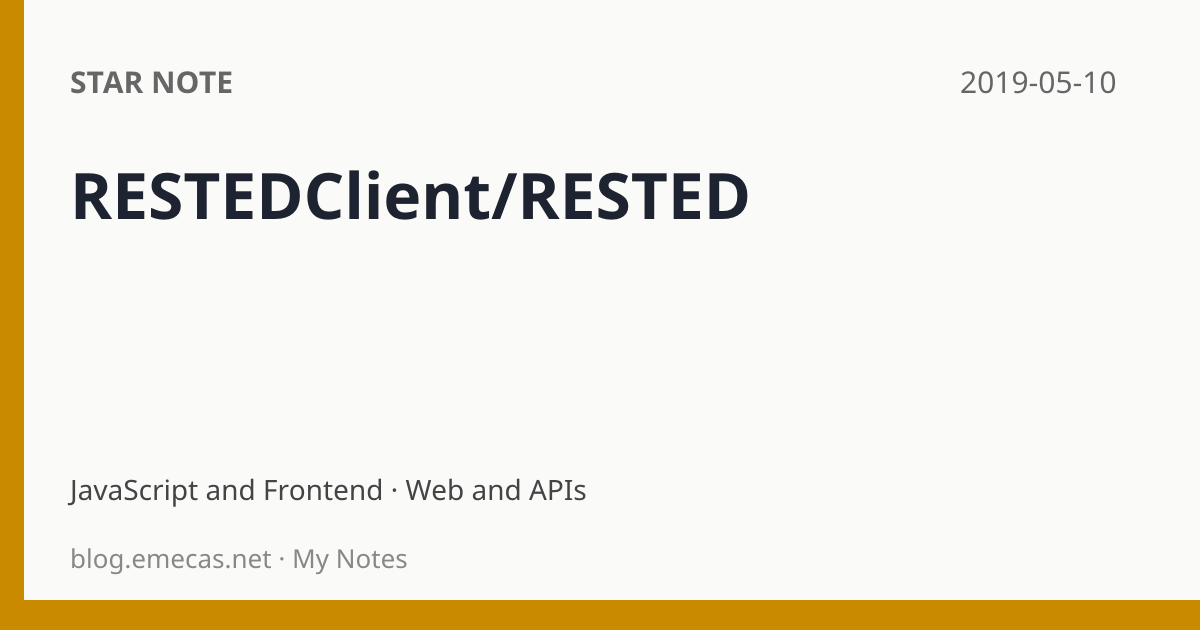 STAR NOTE
2019-05-10
RESTEDClient/RESTED
JavaScript and Frontend · Web and APIs
blog.emecas.net · My Notes